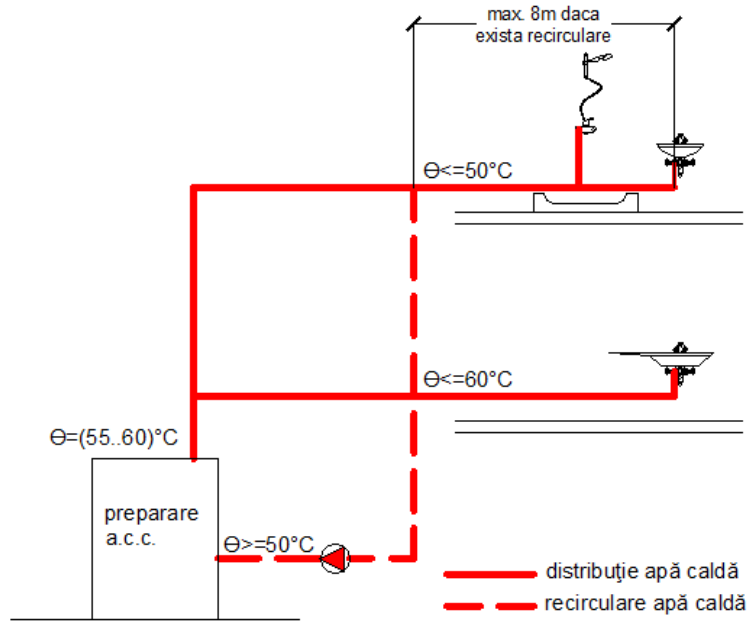 max. 8m daca
exista recirculare
Θ<=50°C
Θ<=60°C
Θ=(55..60)°C
preparare
a.c.c.
Θ>=50°C
distribuţie apă caldă
recirculare apă caldă